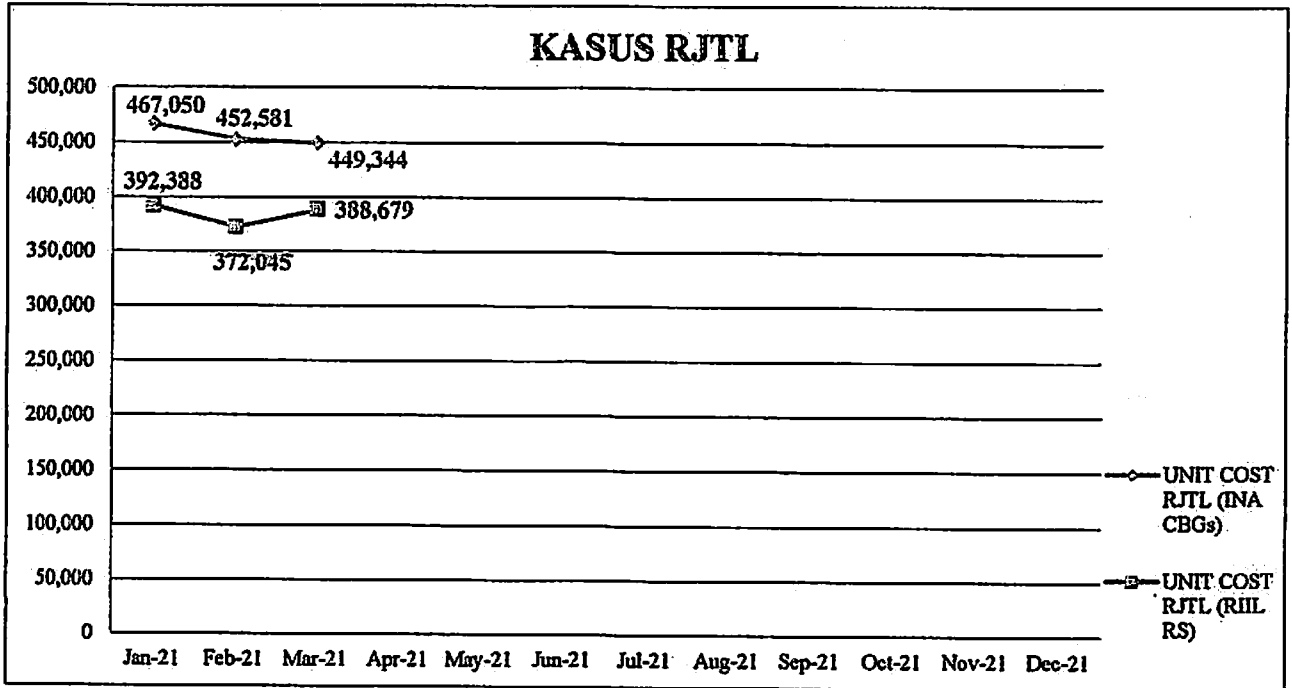 KASUS RJTL
500,000
450,000
400,000
350,000
300,000
250,000
200,000
150,000
100,000
50,000
0
467,050
452,581
449,344
392,388
372,045
388,679
Jan-21 Feb-21 Mar-21 Apr-21 May-21 Jun-21 Jul-21 Aug-21 Sep-21 Oct-21 Nov-21 Dec-21
UNIT COST
RJTL (INA
CBGs)
UNIT COST
RJTL (RIIL
RS)